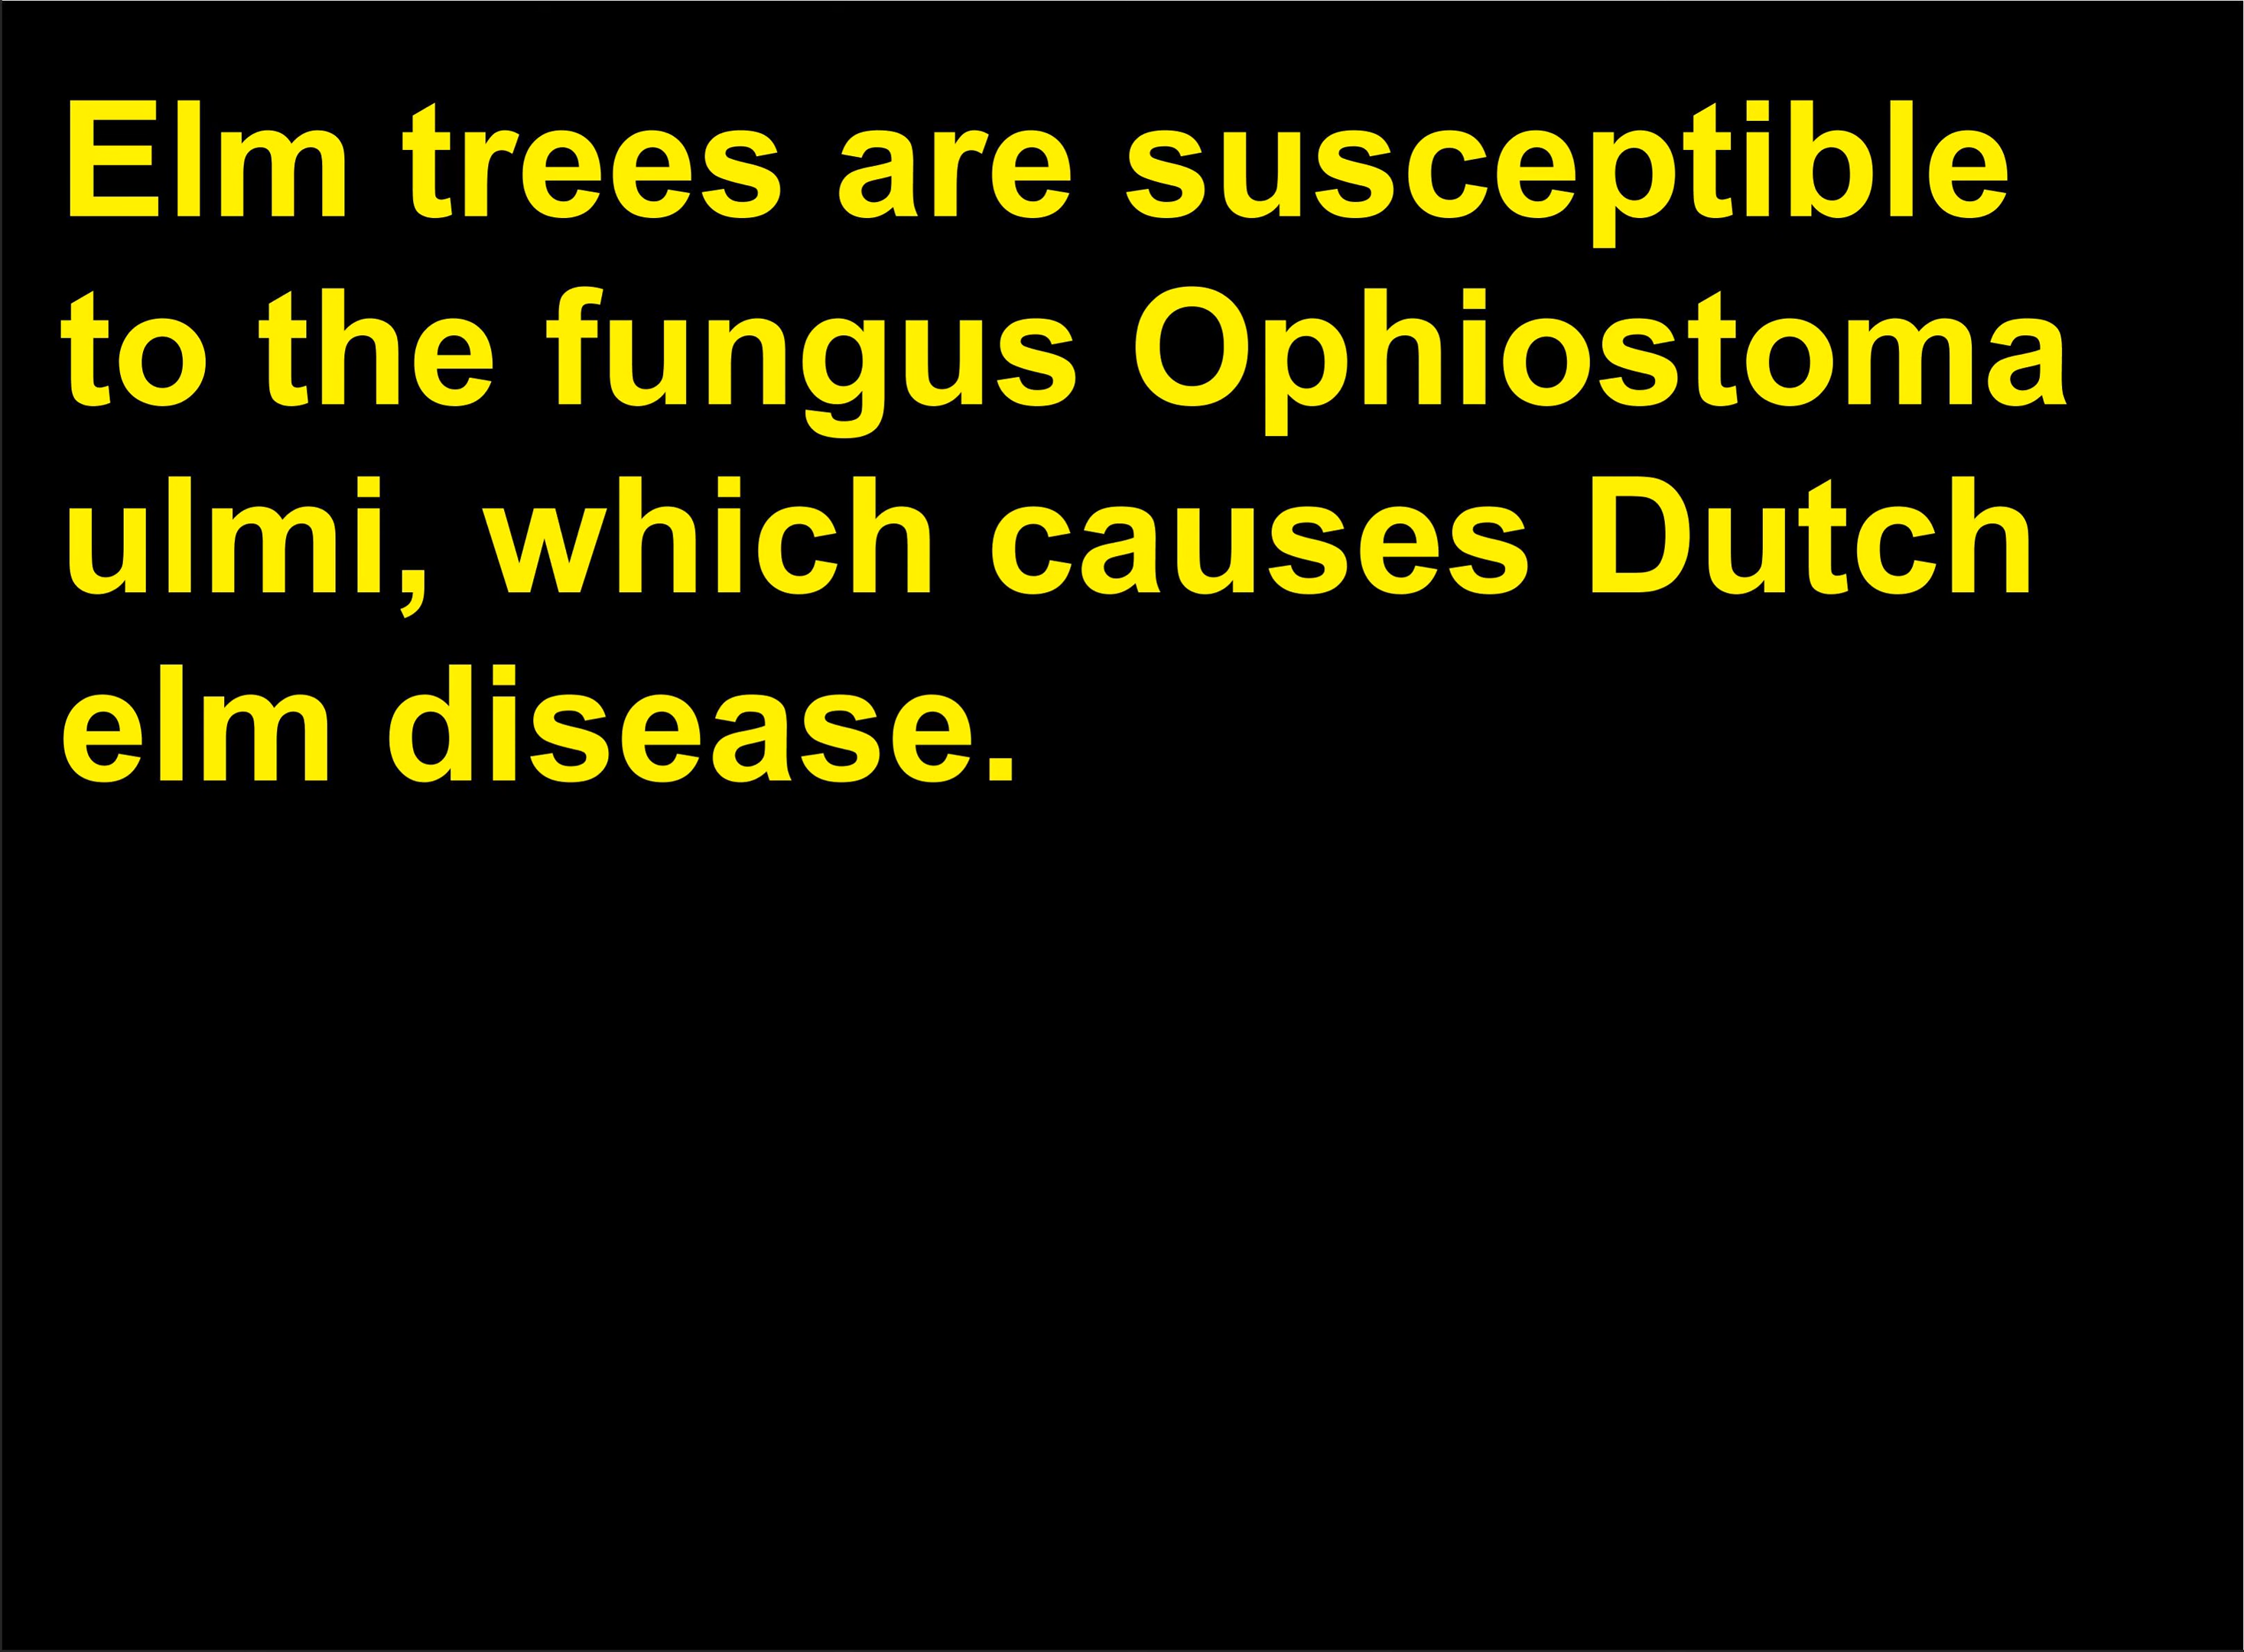 Elm trees are susceptible
to the fungus Ophiostoma
ulmi, which causes Dutch
elm disease.